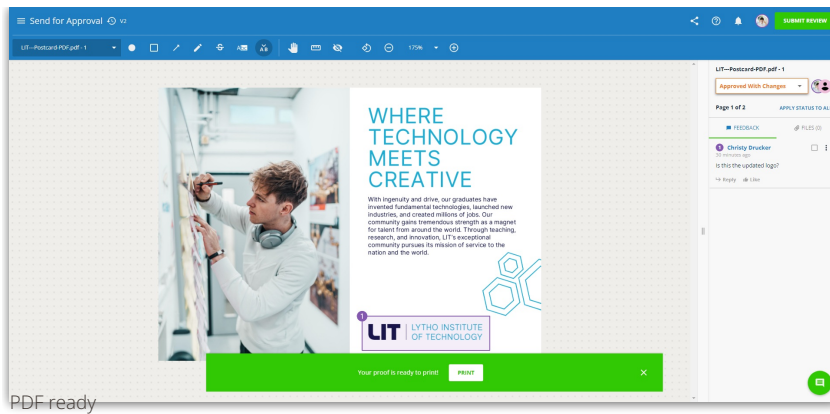 Send for Approval V2
SUBMIT REVIEW
LIT—Postcard-PDF.pdf - 1
175%
LIT—Postcard-PDF.pdf - 1
Approved With Changes
Page 1 of 2
APPLY STATUS TO AL
FEEDBACK
FILES (0)
1 Christy Drucker
Is this the updated logo?
Reply Like
WHERE
TECHNOLOGY
MEETS
CREATIVE
With ingenuity and drive, our graduates have
invented fundamental technologies, launched new
industries, and created millions of jobs. Our
community gains tremendous strength as a magnet
for talent from around the world. Through teaching,
research, and innovation, LIT's exceptional
community pursues its mission of service to the
nation and the world.
1
LIT LYTHO INSTITUTE
OF TECHNOLOGY
Your proof is ready to print! PRINT
PDF ready